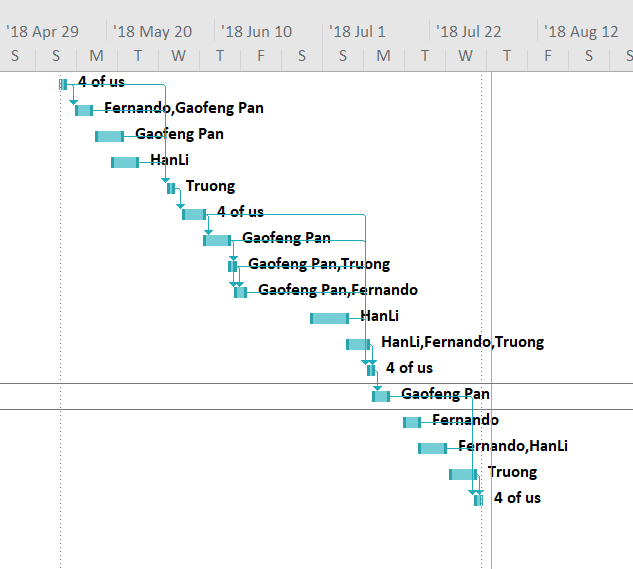 '18 Apr 29 '18 May 20 '18 Jun 10 '18 Jul 1 '18 Jul 22 '18 Aug 12
S S M T W T F S S M T W T F S S
4 of us
Fernando,Gaofeng Pan
Gaofeng Pan
HanLi
Truong
4 of us
Gaofeng Pan
Gaofeng Pan,Truong
Gaofeng Pan,Fernando
HanLi
HanLi,Fernando,Truong
4 of us
Gaofeng Pan
Fernando
Fernando,HanLi
Truong
4 of us